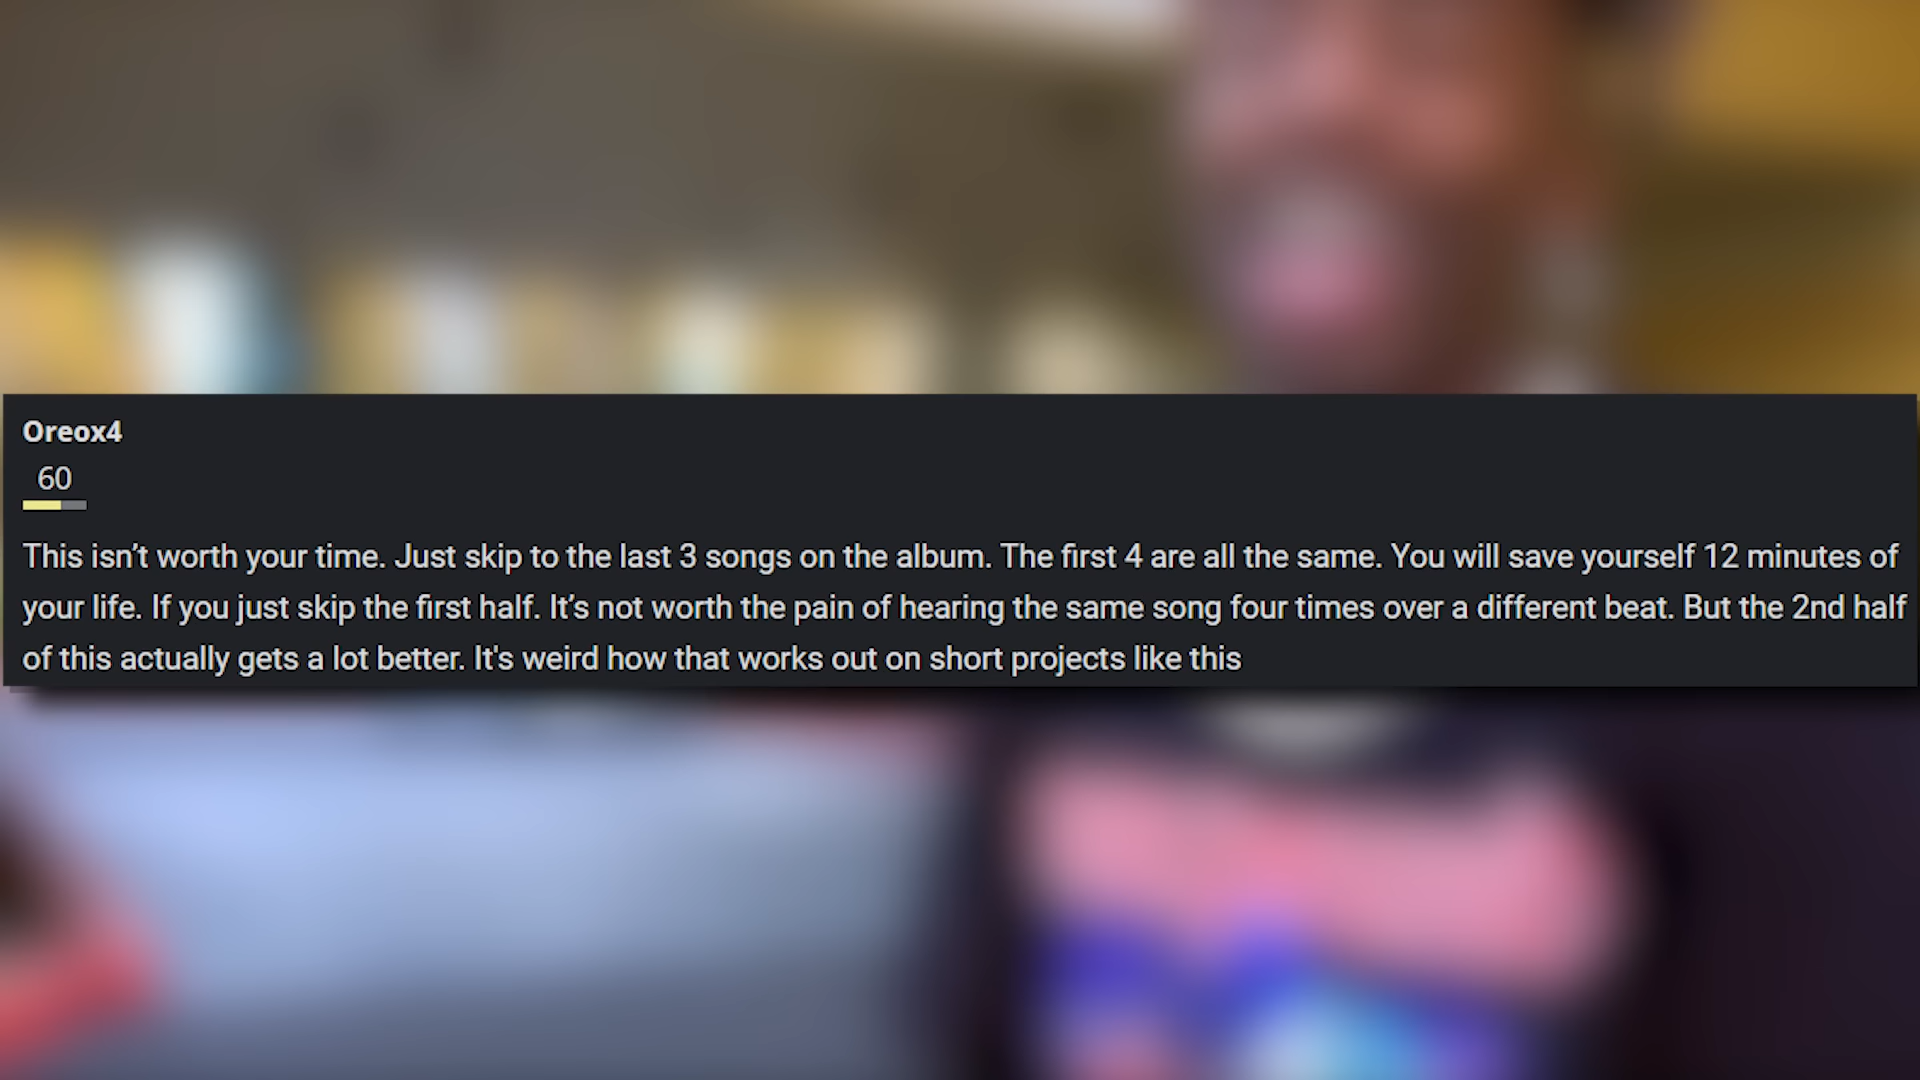 Oreox4
60
This isn’t worth your time. Just skip to the last 3 songs on the album. The first 4 are all the same. You will save yourself 12 minutes of
your life. If you just skip the first half. It’s not worth the pain of hearing the same song four times over a different beat. But the 2nd half
of this actually gets a lot better. It's weird how that works out on short projects like this